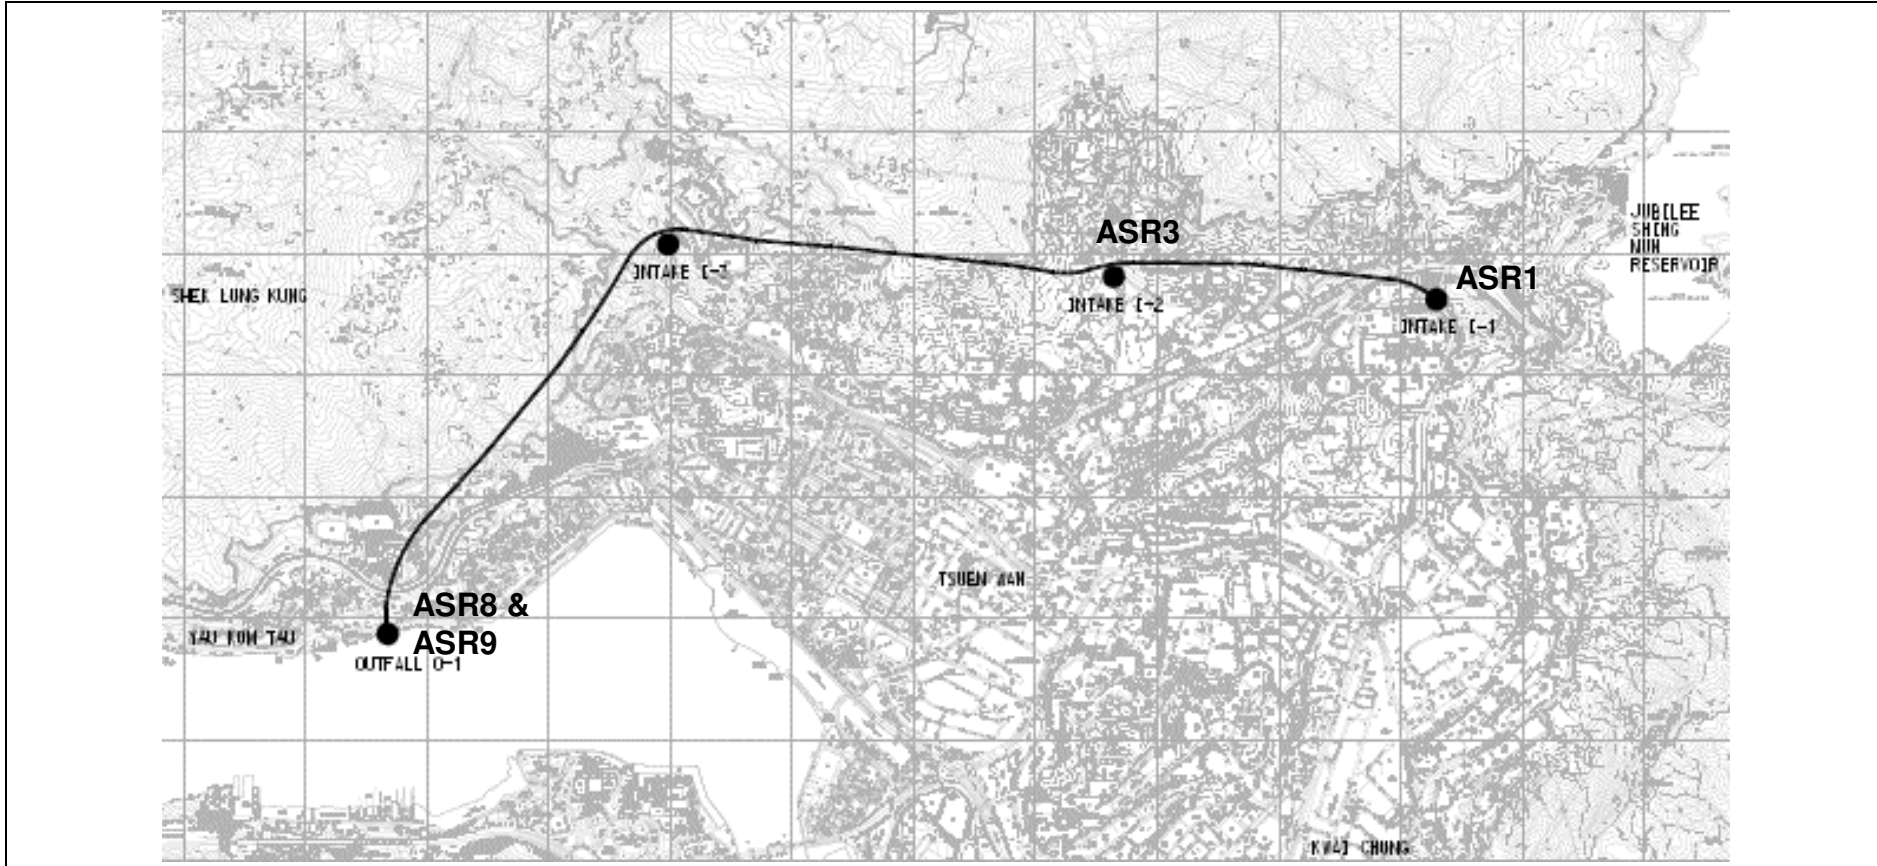 JUBILEE
SHING
MUN
RESERVOIR
ASR3
ASR1
INTAKE I-3
SHEK LUNG KUNG
INTAKE I-2
INTAKE I-1
TSUEN WAN
ASR8 &
ASR9
YAU KOM TAU
OUTFALL O-1
KWAI CHUNG